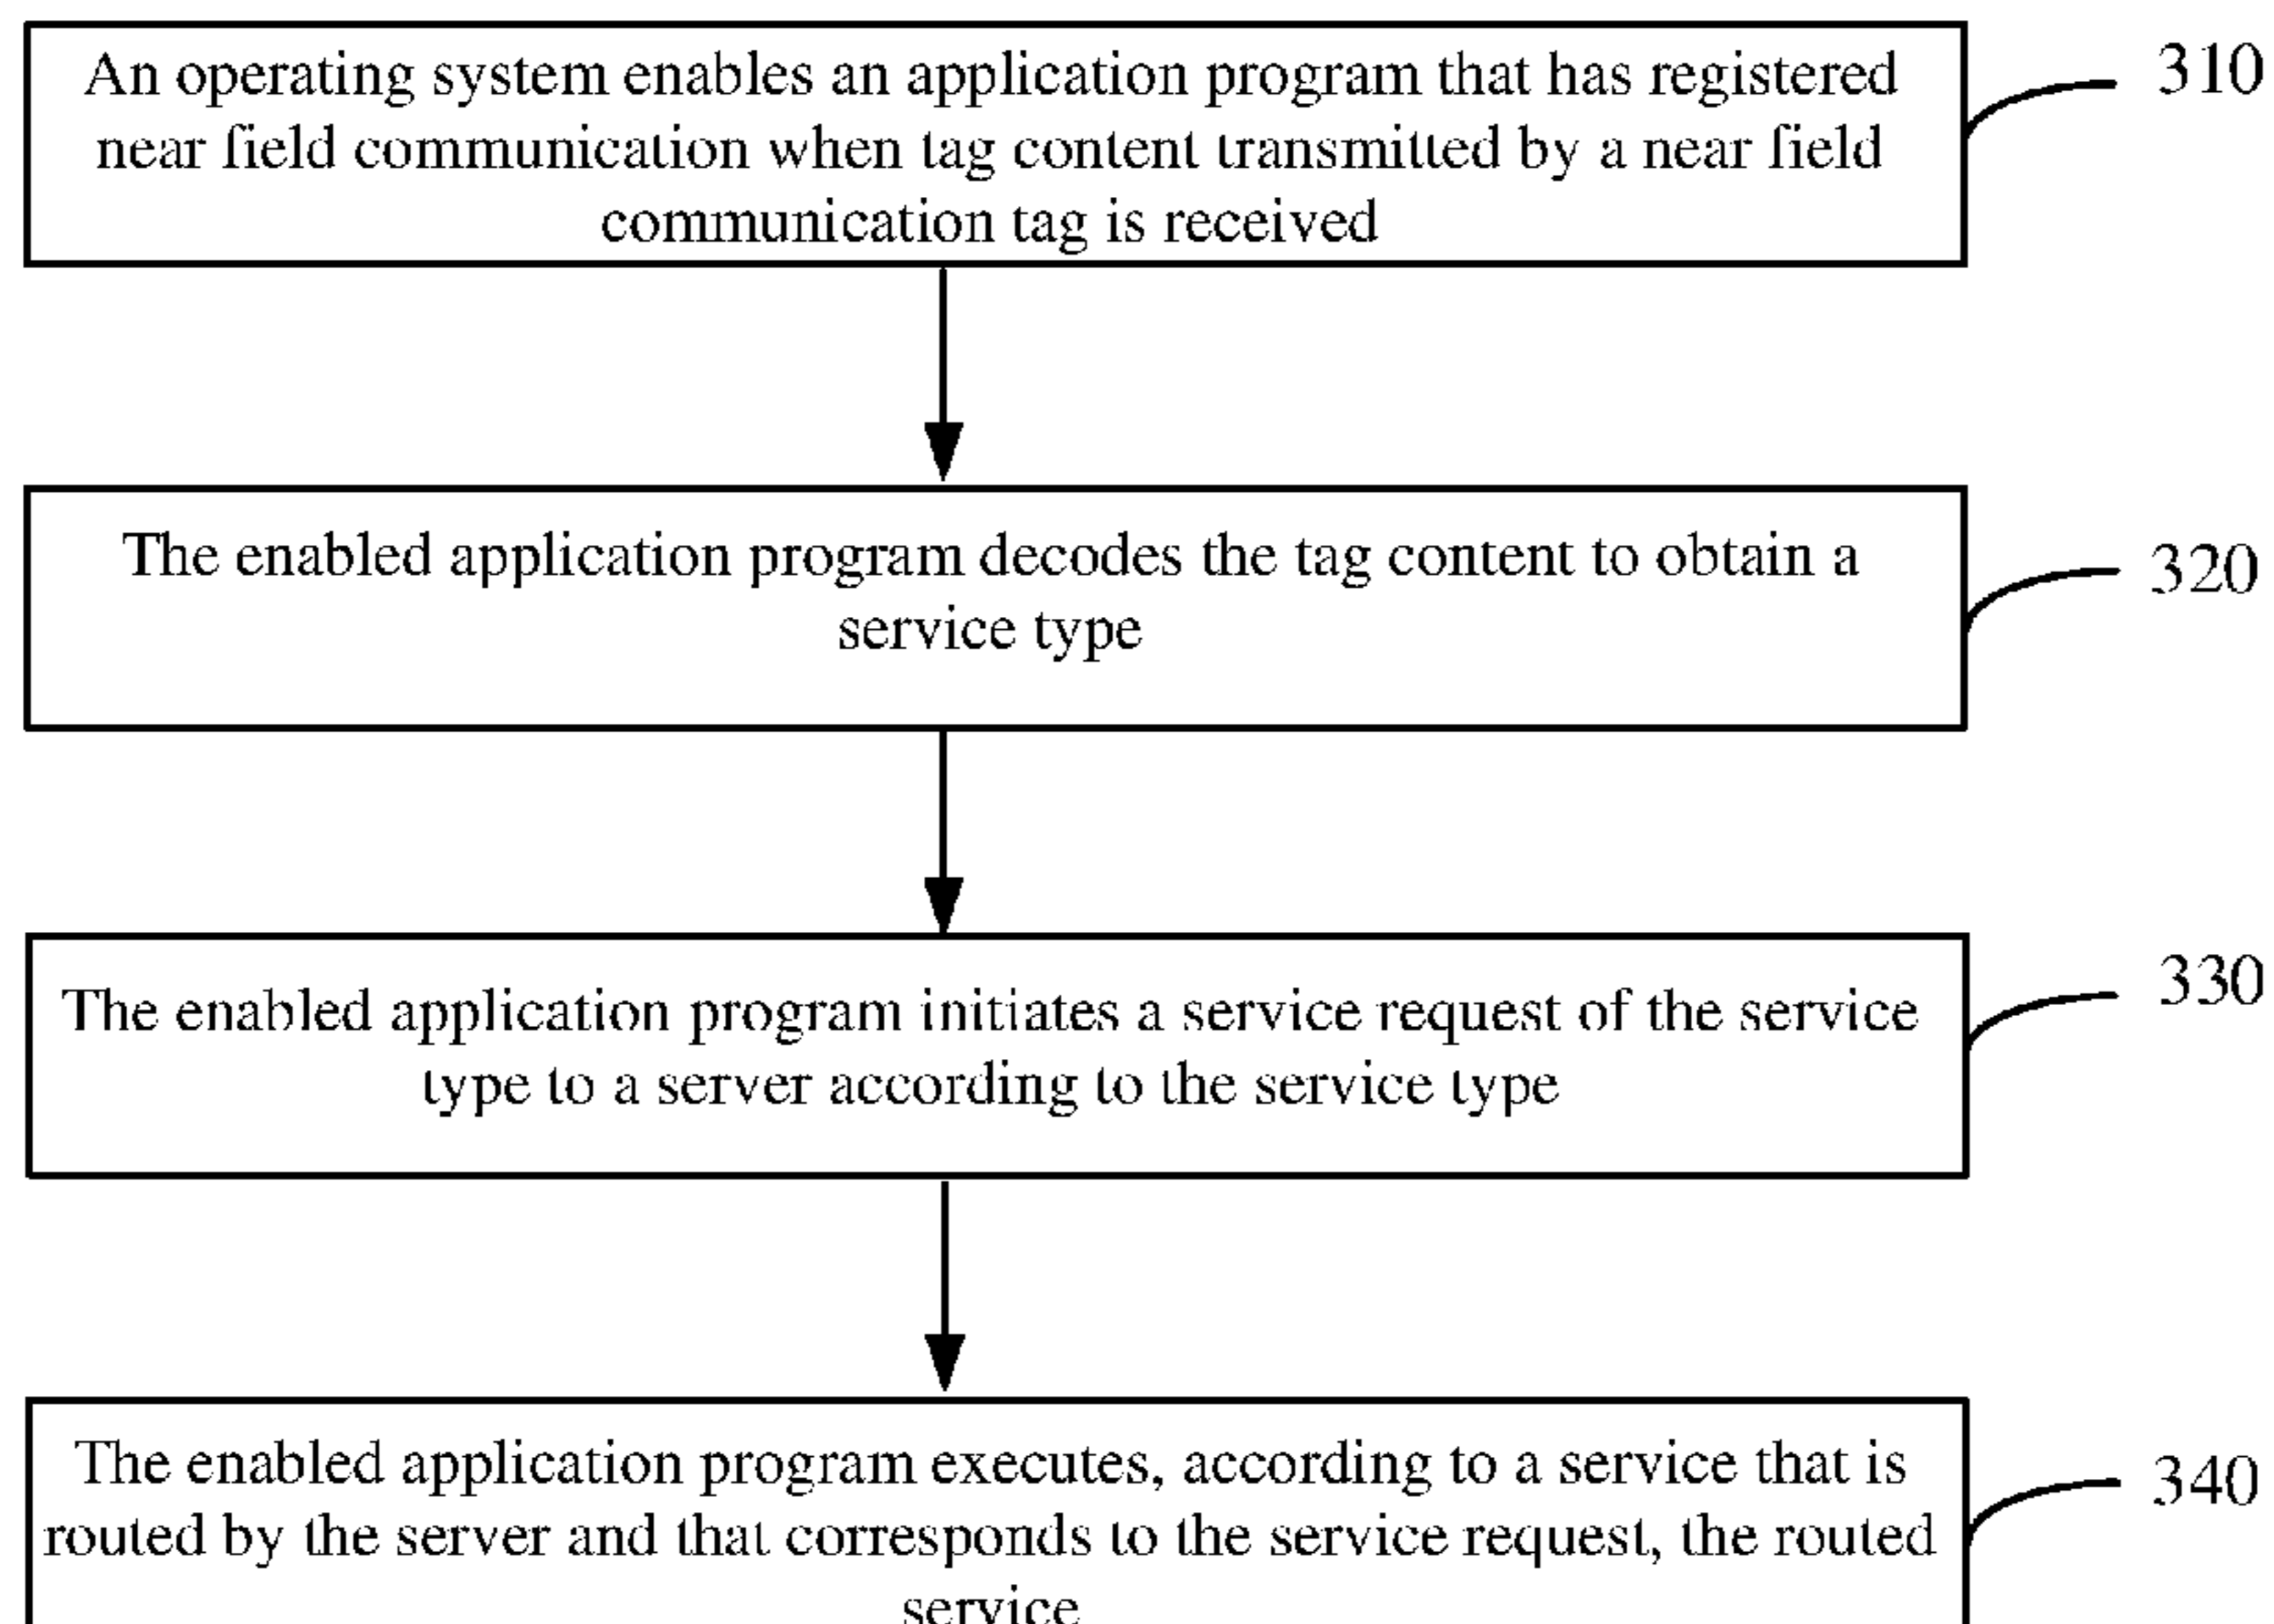 An operating system enables an application program that has registered
near field communication when tag content transmitted by a near field
communication tag is received
310
The enabled application program decodes the tag content to obtain a
service type
320
The enabled application program initiates a service request of the service
type to a server according to the service type
330
The enabled application program executes, according to a service that is
routed by the server and that corresponds to the service request, the routed
service
340